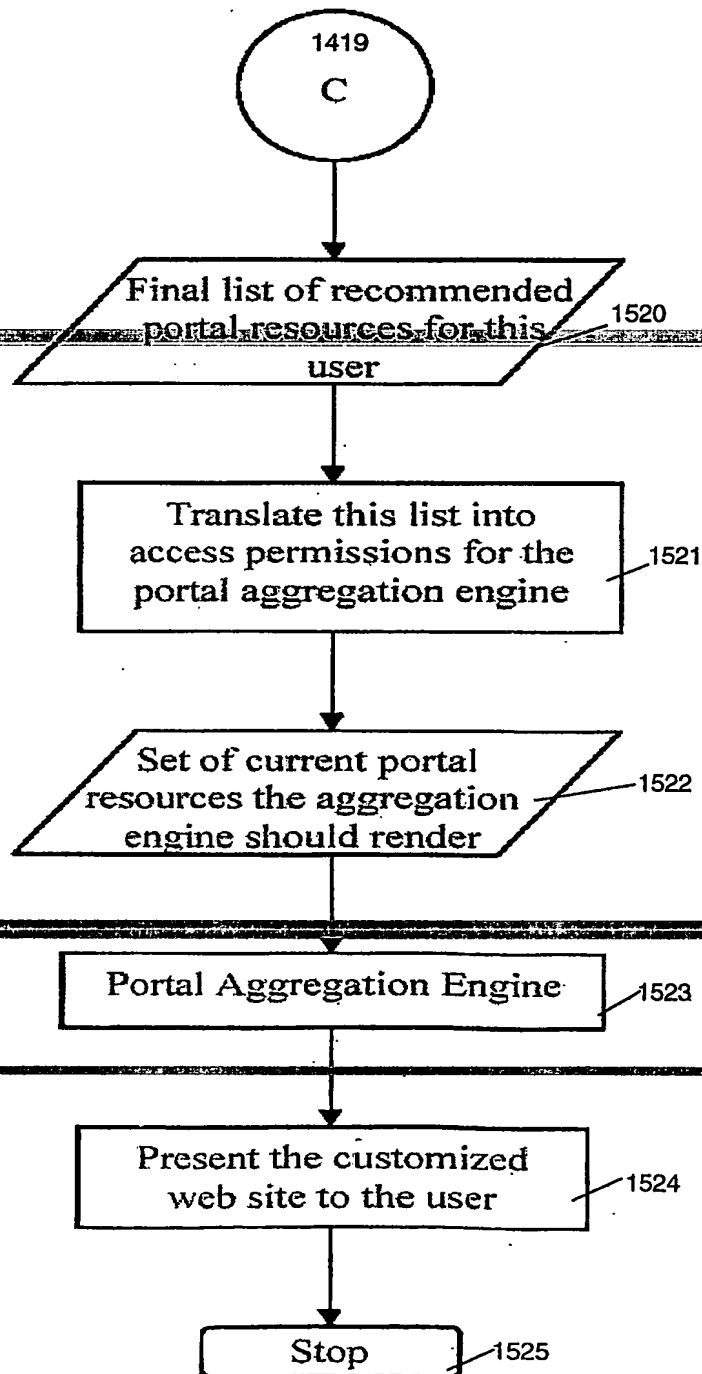 1419
C
Final list of recommended
portal resources for this
user
1520
Translate this list into
access permissions for the
portal aggregation engine
1521
Set of current portal
resources the aggregation
engine should render
1522
Portal Aggregation Engine
1523
Present the customized
web site to the user
1524
Stop
1525